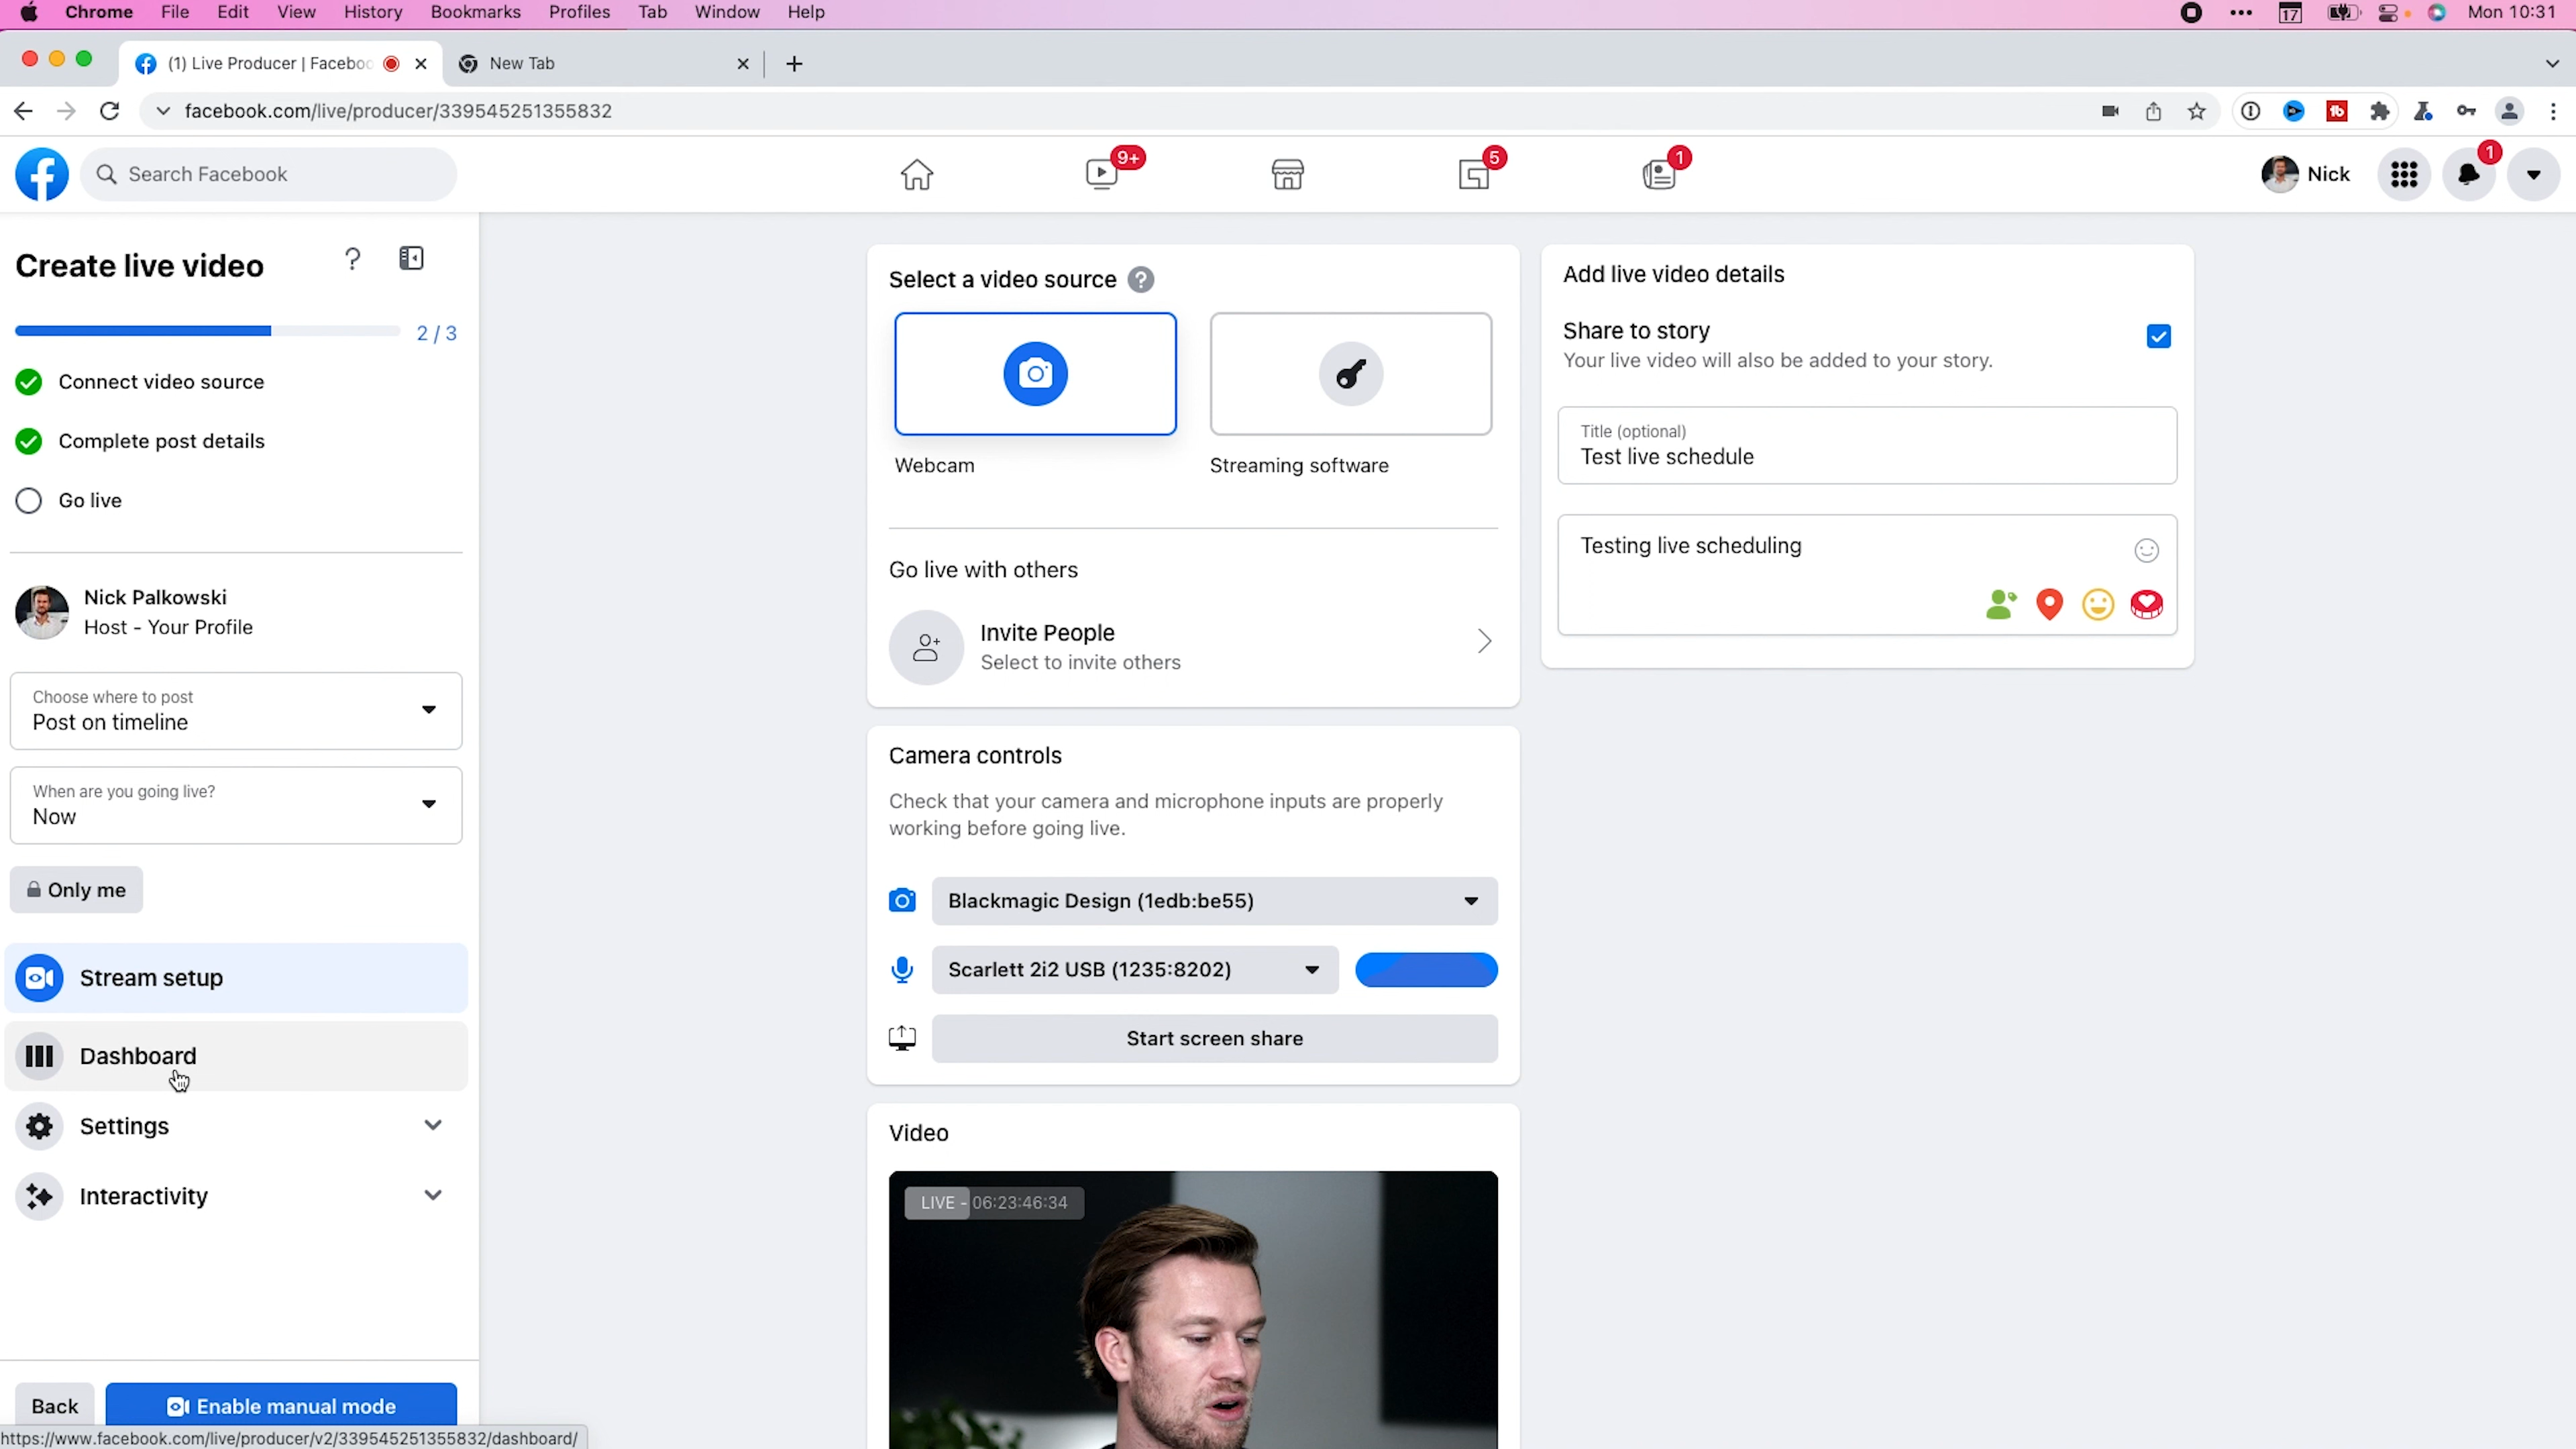 Chrome File Edit View History Bookmarks Profiles Tab Window Help 17 Mon 10:31
(1) Live Producer | Faceboo New Tab
facebook.com/live/producer/339545251355832
Search Facebook 9+ 5 1 Nick 1
Create live video
2 / 3
Connect video source
Complete post details
Go live
Nick Palkowski
Host - Your Profile
Choose where to post
Post on timeline
When are you going live?
Now
Only me
Stream setup
Dashboard
Settings
Interactivity
Back Enable manual mode
https://www.facebook.com/live/producer/v2/339545251355832/dashboard/
Select a video source
Webcam Streaming software
Go live with others
Invite People
Select to invite others
Camera controls
Check that your camera and microphone inputs are properly
working before going live.
Blackmagic Design (1edb:be55)
Scarlett 2i2 USB (1235:8202)
Start screen share
Video
LIVE - 06:23:46:34
Add live video details
Share to story
Your live video will also be added to your story.
Title (optional)
Test live schedule
Testing live scheduling